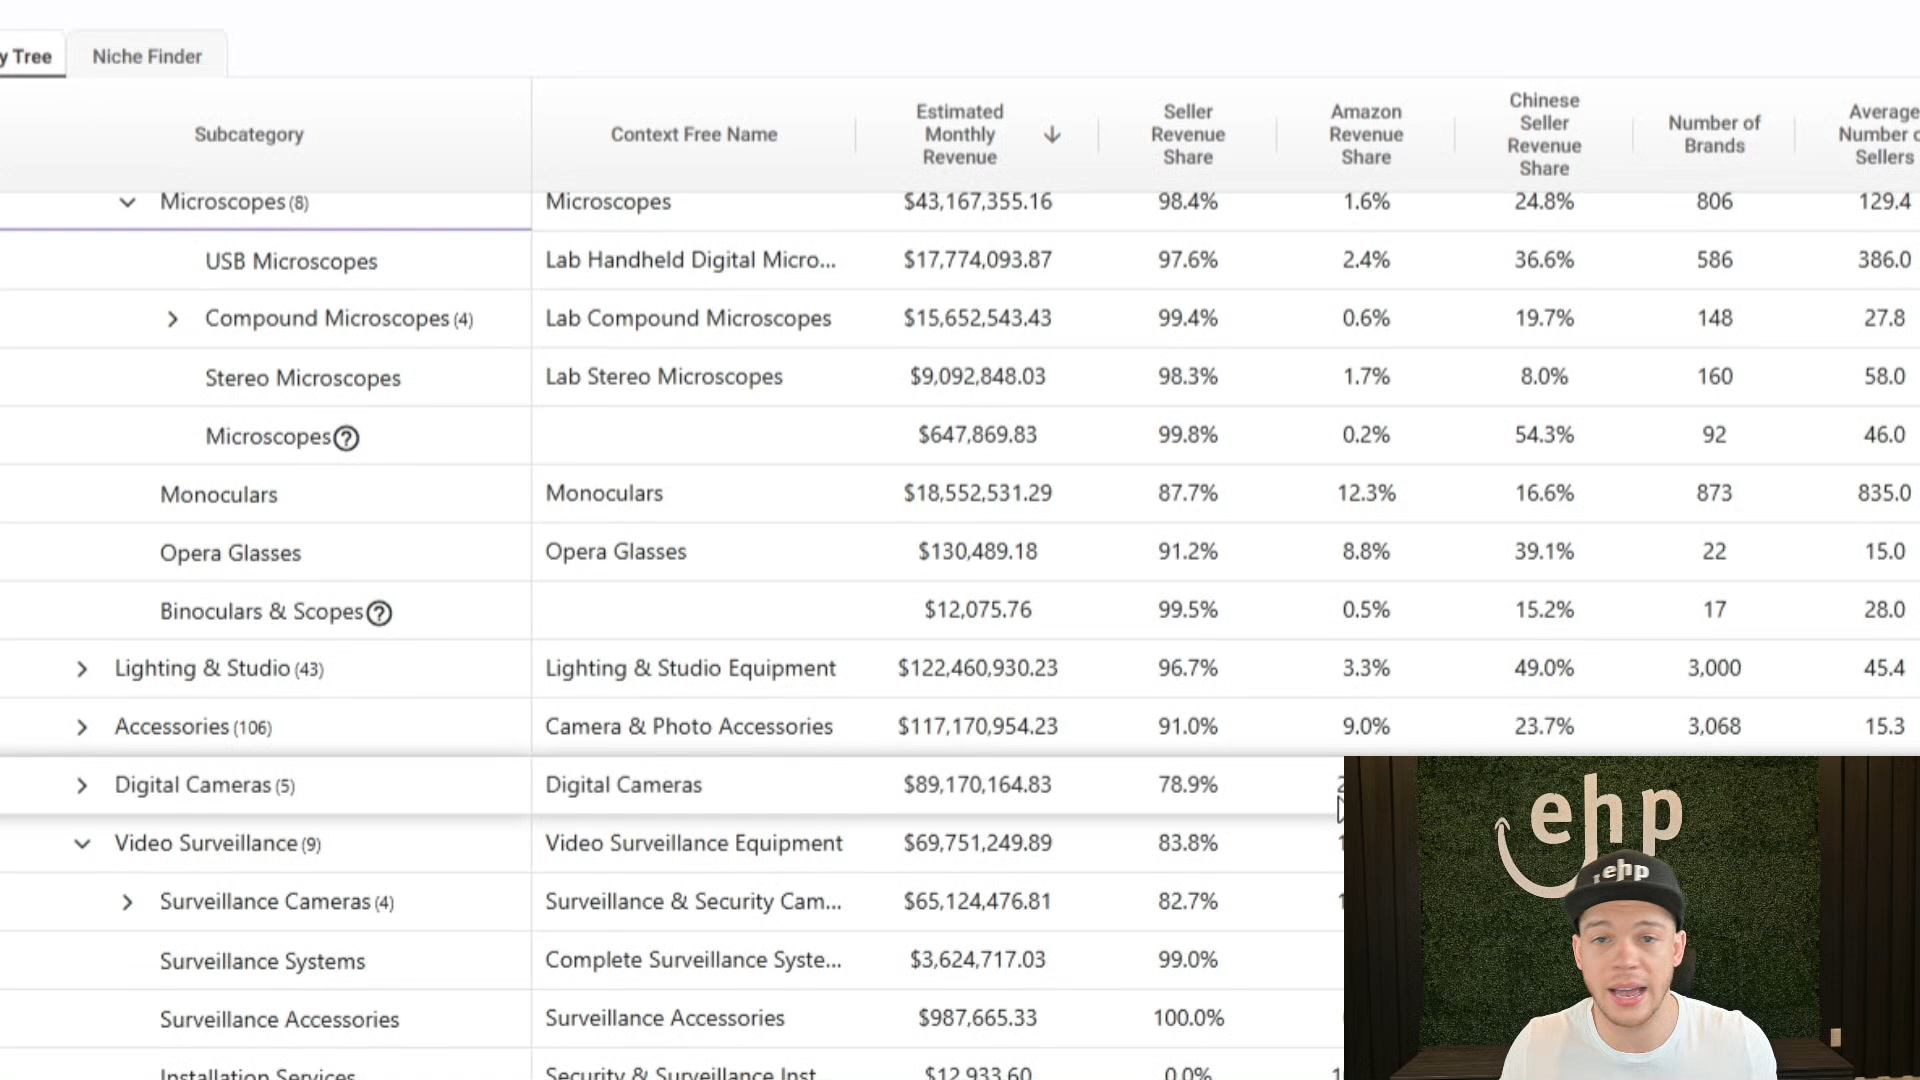 y Tree
Niche Finder
Subcategory
Context Free Name
Estimated
Monthly
Revenue
Seller
Revenue
Share
Amazon
Revenue
Share
Chinese
Seller
Revenue
Share
Number of
Brands
Average
Number
Sellers
Microscopes (8) Microscopes $43,167,355.16 98.4% 1.6% 24.8% 806 129.4
USB Microscopes Lab Handheld Digital Micro... $17,774,093.87 97.6% 2.4% 36.6% 586 386.0
Compound Microscopes (4) Lab Compound Microscopes $15,652,543.43 99.4% 0.6% 19.7% 148 27.8
Stereo Microscopes Lab Stereo Microscopes $9,092,848.03 98.3% 1.7% 8.0% 160 58.0
Microscopes ? $647,869.83 99.8% 0.2% 54.3% 92 46.0
Monoculars Monoculars $18,552,531.29 87.7% 12.3% 16.6% 873 835.0
Opera Glasses Opera Glasses $130,489.18 91.2% 8.8% 39.1% 22 15.0
Binoculars & Scopes ? $12,075.76 99.5% 0.5% 15.2% 17 28.0
Lighting & Studio (43) Lighting & Studio Equipment $122,460,930.23 96.7% 3.3% 49.0% 3,000 45.4
Accessories (106) Camera & Photo Accessories $117,170,954.23 91.0% 9.0% 23.7% 3,068 15.3
Digital Cameras (5) Digital Cameras $89,170,164.83 78.9%
Video Surveillance (9) Video Surveillance Equipment $69,751,249.89 83.8%
Surveillance Cameras (4) Surveillance & Security Cam... $65,124,476.81 82.7%
Surveillance Systems Complete Surveillance Syste... $3,624,717.03 99.0%
Surveillance Accessories Surveillance Accessories $987,665.33 100.0%
Installation Services Security & Surveillance Inst... $12,933.60 0.0%
ehp
ehp